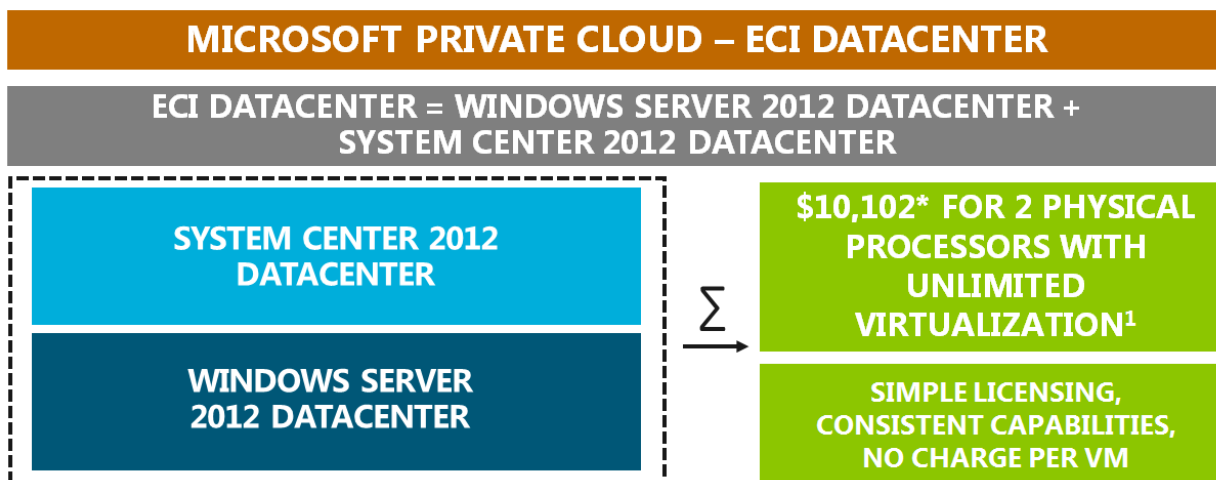 MICROSOFT PRIVATE CLOUD – ECI DATACENTER
ECI DATACENTER = WINDOWS SERVER 2012 DATACENTER +
SYSTEM CENTER 2012 DATACENTER
SYSTEM CENTER 2012
DATACENTER
WINDOWS SERVER
2012 DATACENTER
∑
$10,102* FOR 2 PHYSICAL
PROCESSORS WITH
UNLIMITED
VIRTUALIZATION¹
SIMPLE LICENSING,
CONSISTENT CAPABILITIES,
NO CHARGE PER VM